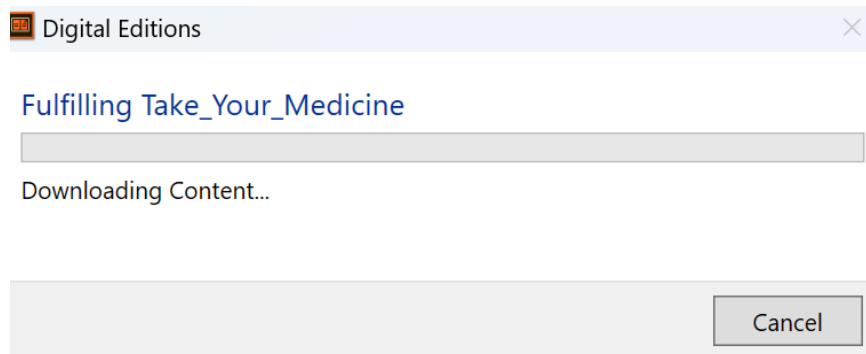 Digital Editions
Fulfilling Take_Your_Medicine
Downloading Content...
Cancel